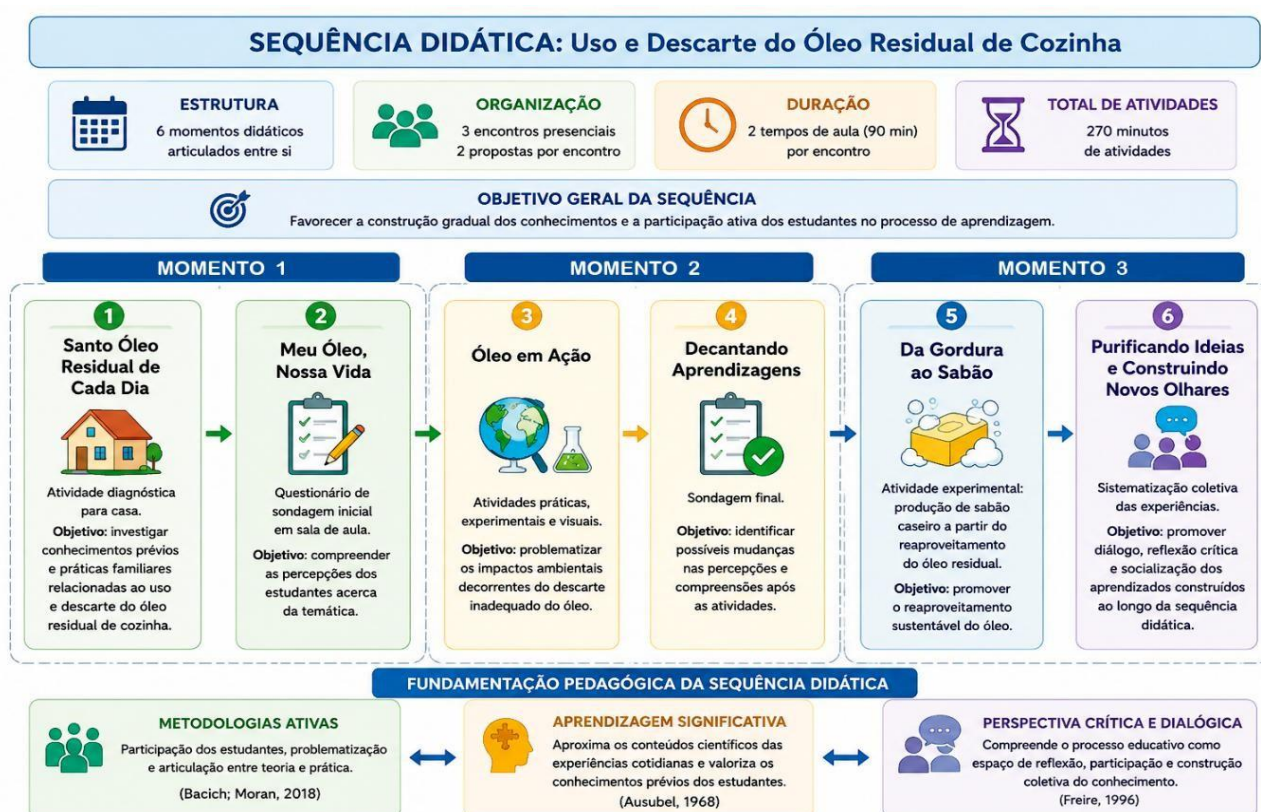 SEQUÊNCIA DIDÁTICA: Uso e Descarte do Óleo Residual de Cozinha
ESTRUTURA
6 momentos didáticos
articulados entre si
ORGANIZAÇÃO
3 encontros presenciais
2 propostas por encontro
DURAÇÃO
2 tempos de aula (90 min)
por encontro
TOTAL DE ATIVIDADES
270 minutos
de atividades
OBJETIVO GERAL DA SEQUÊNCIA
Favorecer a construção gradual dos conhecimentos e a participação ativa dos estudantes no processo de aprendizagem.
MOMENTO 1
1
Santo Óleo
Residual de
Cada Dia
Atividade diagnóstica
para casa.
Objetivo: investigar
conhecimentos prévios
e práticas familiares
relacionadas ao uso
e descarte do óleo
residual de cozinha.
2
Meu Óleo,
Nossa Vida
Questionário de
sondagem inicial
em sala de aula.
Objetivo: compreender
as percepções dos
estudantes acerca
da temática.
MOMENTO 2
3
Óleo em Ação
Atividades práticas,
experimentais e visuais.
Objetivo: problematizar
os impactos ambientais
decorrentes do descarte
inadequado do óleo.
4
Decantando
Aprendizagens
Sondagem final.
Objetivo: identificar
possíveis mudanças
nas percepções e
compreensões após
as atividades.
MOMENTO 3
5
Da Gordura
ao Sabão
Atividade experimental:
produção de sabão
caseiro a partir do
reaproveitamento
do óleo residual.
Objetivo: promover
o reaproveitamento
sustentável do óleo.
6
Purificando Ideias
e Construindo
Novos Olhares
Sistematização coletiva
das experiências.
Objetivo: promover
diálogo, reflexão crítica
e socialização dos
aprendizados construídos
ao longo da sequência
didática.
FUNDAMENTAÇÃO PEDAGÓGICA DA SEQUÊNCIA DIDÁTICA
METODOLOGIAS ATIVAS
Participação dos estudantes, problematização
e articulação entre teoria e prática.
(Bacich; Moran, 2018)
APRENDIZAGEM SIGNIFICATIVA
Aproxima os conteúdos científicos das
experiências cotidianas e valoriza os
conhecimentos prévios dos estudantes.
(Ausubel, 1968)
PERSPECTIVA CRÍTICA E DIALÓGICA
Compreende o processo educativo como
espaço de reflexão, participação e construção
coletiva do conhecimento.
(Freire, 1996)